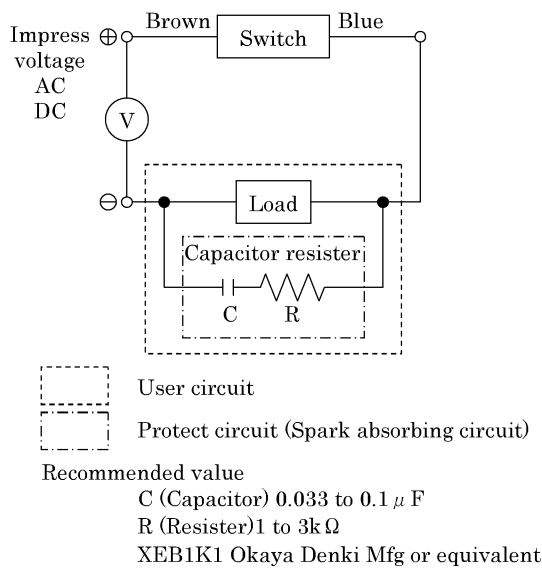 Brown
Switch
Blue
Impress ⊕
voltage
AC
DC
V
⊖
Load
Capacitor resister
C
R
User circuit
Protect circuit (Spark absorbing circuit)
Recommended value
C (Capacitor) 0.033 to 0.1 μ F
R (Resister)1 to 3kΩ
XEB1K1 Okaya Denki Mfg or equivalent